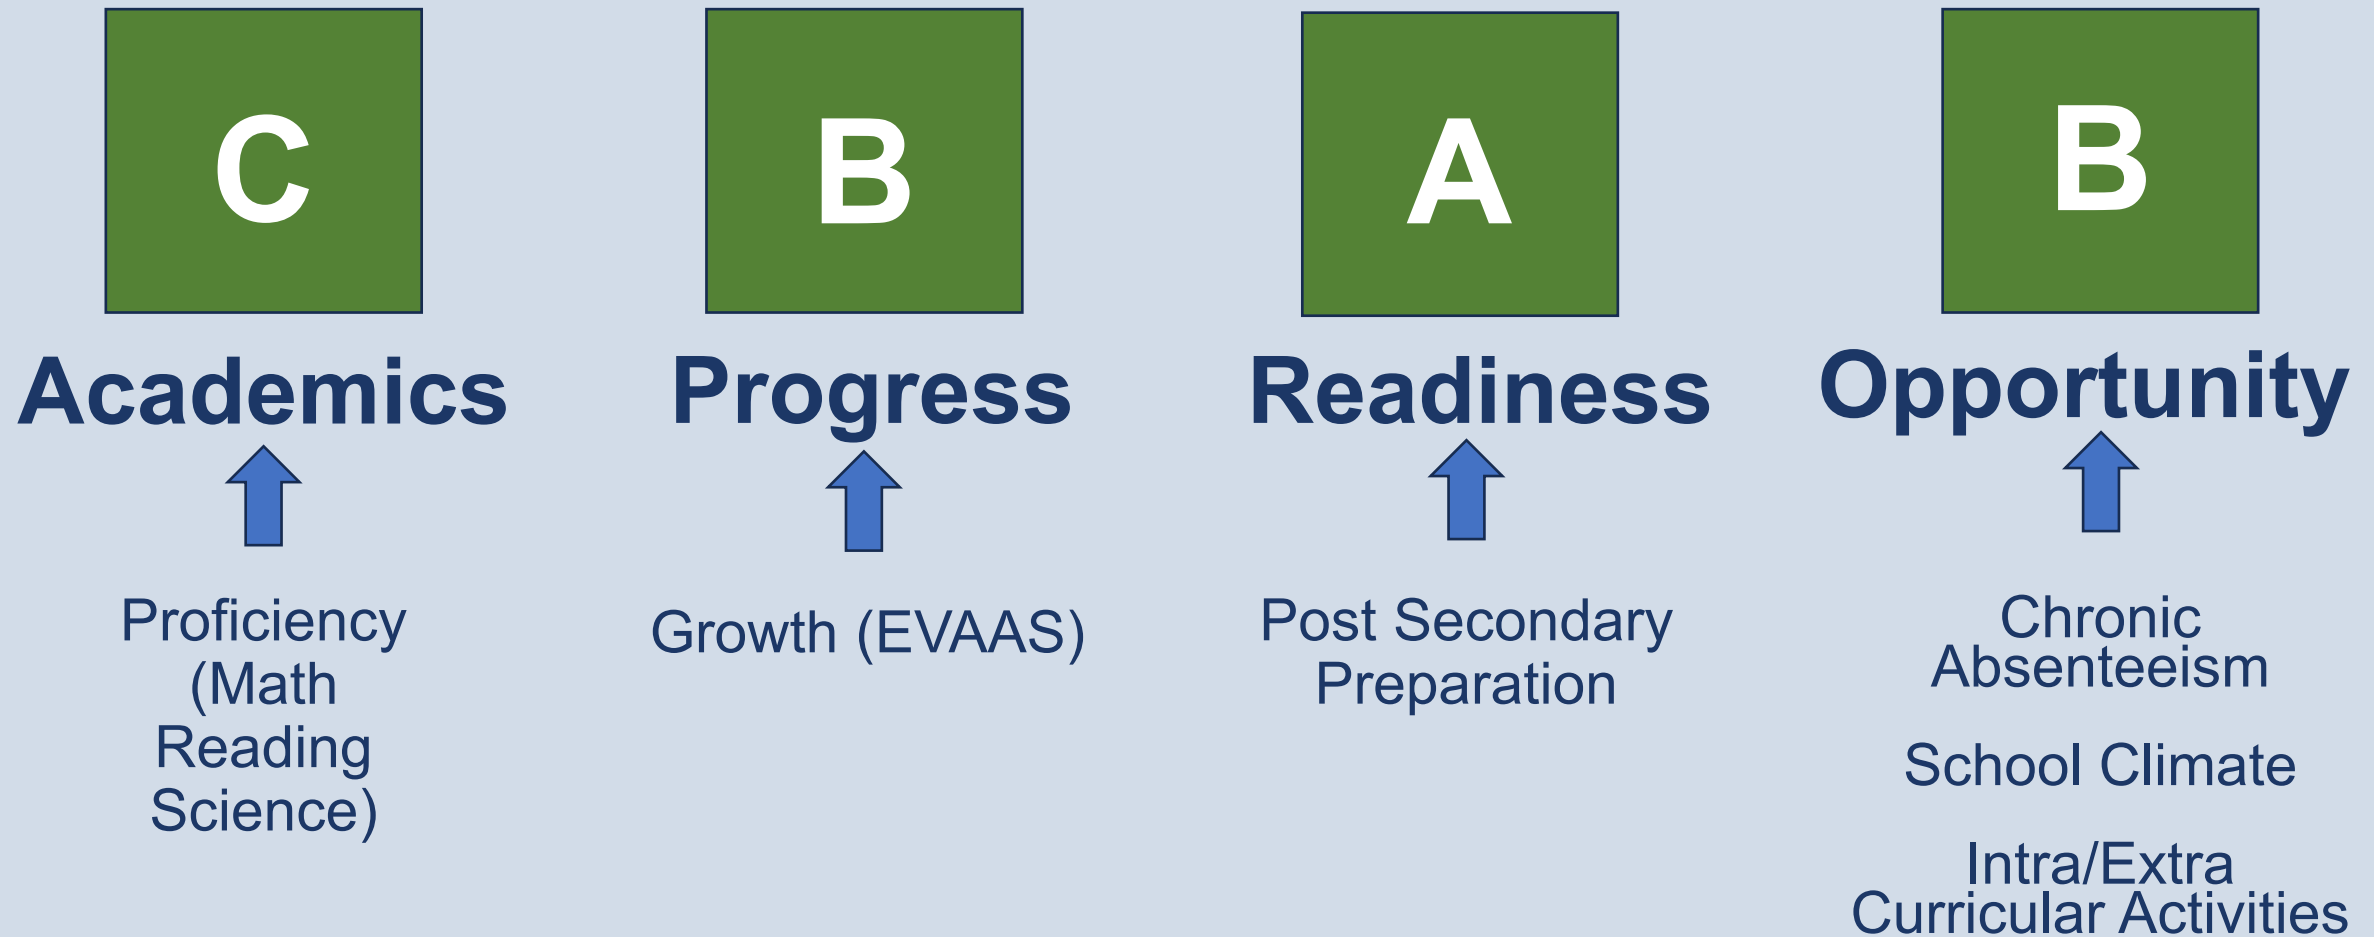 C
Academics
Proficiency
(Math
Reading
Science)
B
Progress
Growth (EVAAS)
A
Readiness
Post Secondary
Preparation
B
Opportunity
Chronic
Absenteeism
School Climate
Intra/Extra
Curricular Activities